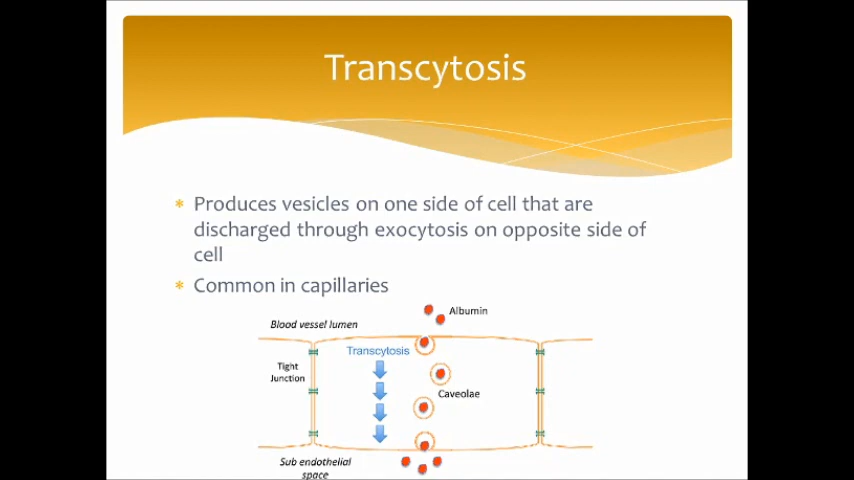 Transcytosis
* Produces vesicles on one side of cell that are
discharged through exocytosis on opposite side of
cell
* Common in capillaries
Albumin
Blood vessel lumen
Transcytosis
Tight
Junction
Caveolae
Sub endothelial
space